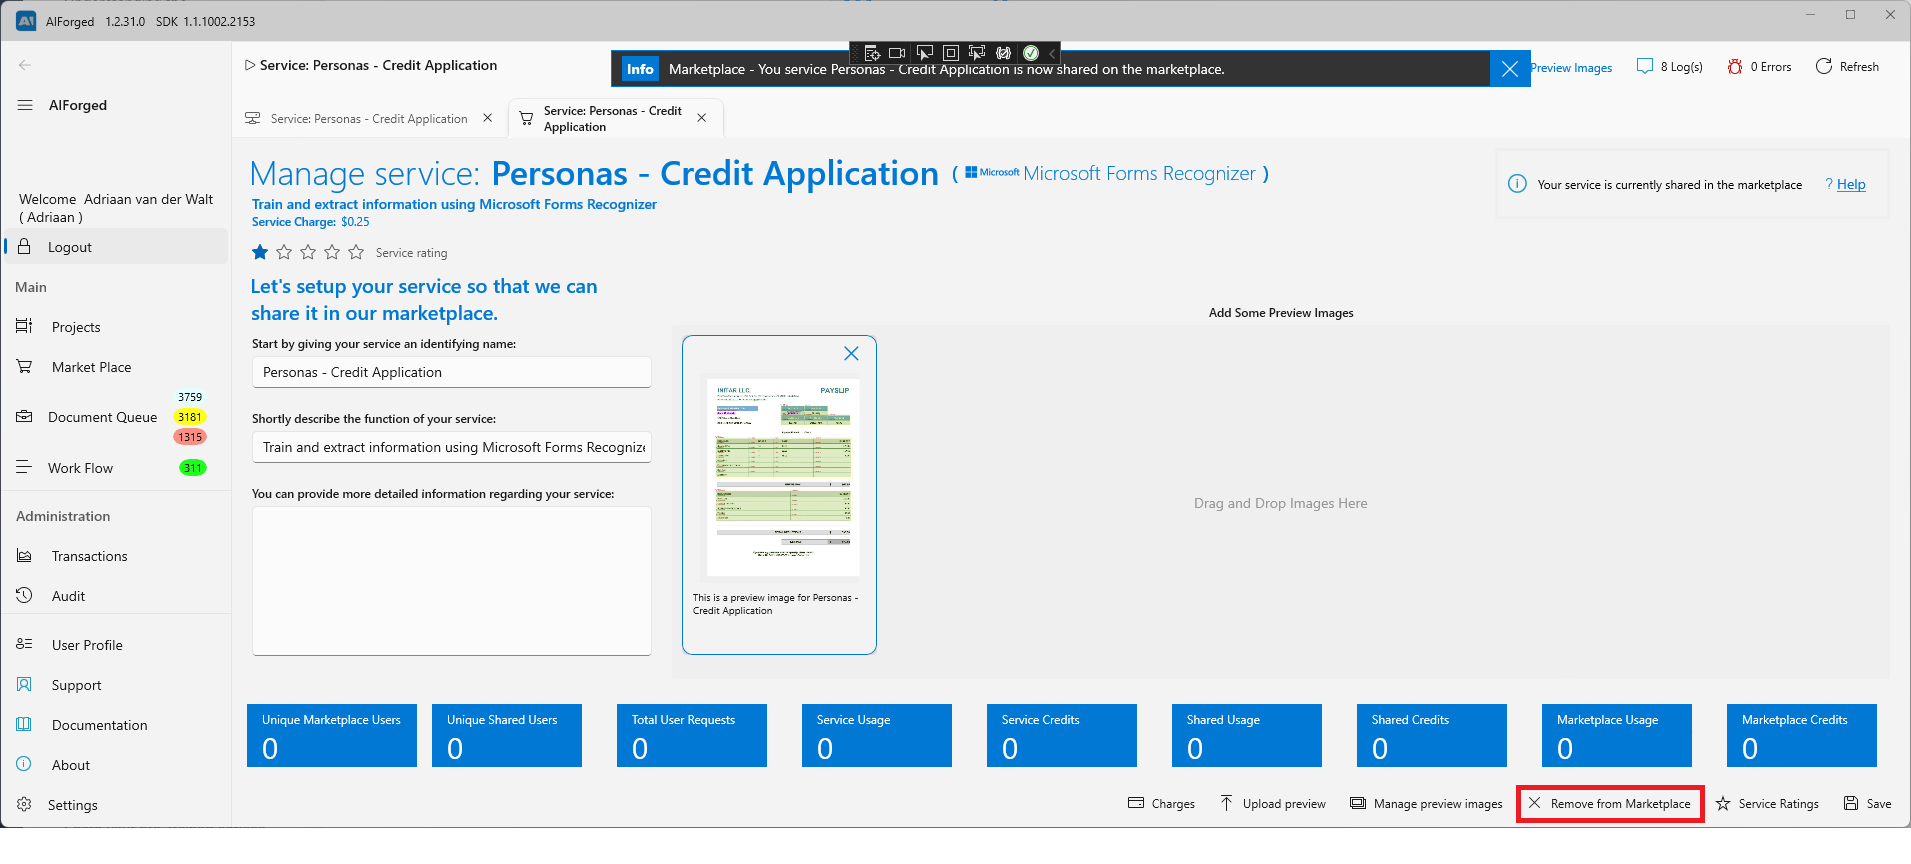 AIForged 1.2.31.0 SDK 1.1.1002.2153
Service: Personas - Credit Application
Info Marketplace - You service Personas - Credit Application is now shared on the marketplace.
Preview Images
8 Log(s)
0 Errors
Refresh
AIForged
Service: Personas - Credit Application
Service: Personas - Credit
Application
Welcome Adriaan van der Walt
( Adriaan )
Logout
Main
Projects
Market Place
Document Queue
3759
3181
1315
Work Flow
311
Administration
Transactions
Audit
User Profile
Support
Documentation
About
Settings
Manage service: Personas - Credit Application ( Microsoft Microsoft Forms Recognizer )
Train and extract information using Microsoft Forms Recognizer
Service Charge: $0.25
Service rating
Your service is currently shared in the marketplace
? Help
Let's setup your service so that we can
share it in our marketplace.
Start by giving your service an identifying name:
Personas - Credit Application
Shortly describe the function of your service:
Train and extract information using Microsoft Forms Recognize
You can provide more detailed information regarding your service:
Add Some Preview Images
INITAR LLC
PAYSLIP
This is a preview image for Personas -
Credit Application
Drag and Drop Images Here
Unique Marketplace Users
0
Unique Shared Users
0
Total User Requests
0
Service Usage
0
Service Credits
0
Shared Usage
0
Shared Credits
0
Marketplace Usage
0
Marketplace Credits
0
Charges
Upload preview
Manage preview images
Remove from Marketplace
Service Ratings
Save